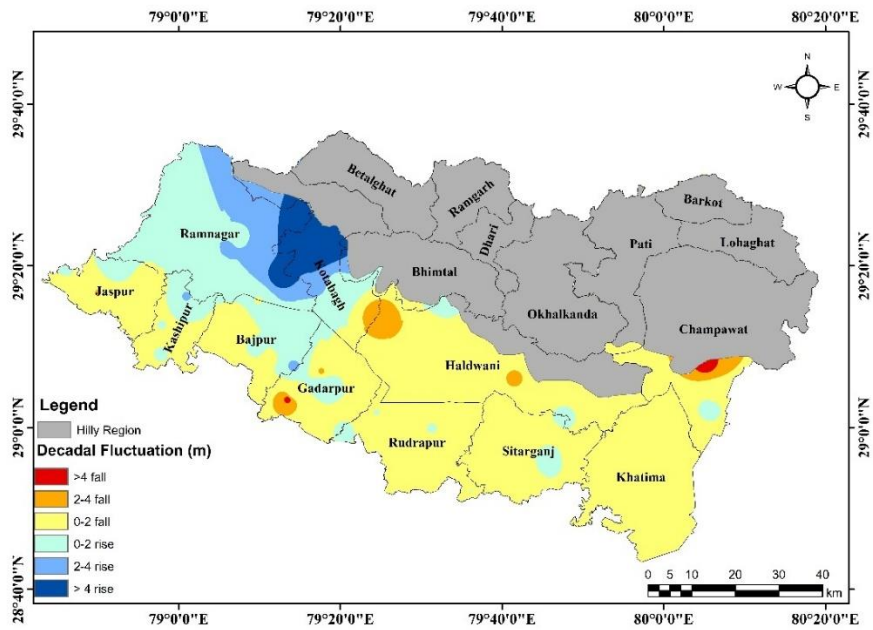 79°0'0"E 79°20'0"E 79°40'0"E 80°0'0"E 80°20'0"E
N
W E
S
29°40'0"N 29°40'0"N
29°20'0"N 29°20'0"N
29°0'0"N 29°0'0"N
28°40'0"N 28°40'0"N
Betalghat
Ramgarh
Barkot
Ramnagar
Dhari
Pati
Lohaghat
Kotabagh
Bhimtal
Jaspur
Okhalkanda
Champawat
Kashipur
Bajpur
Haldwani
Gadarpur
Rudrapur
Sitarganj
Khatima
Legend
Hilly Region
Decadal Fluctuation (m)
>4 fall
2-4 fall
0-2 fall
0-2 rise
2-4 rise
> 4 rise
0 5 10 20 30 40
km
79°0'0"E 79°20'0"E 79°40'0"E 80°0'0"E 80°20'0"E